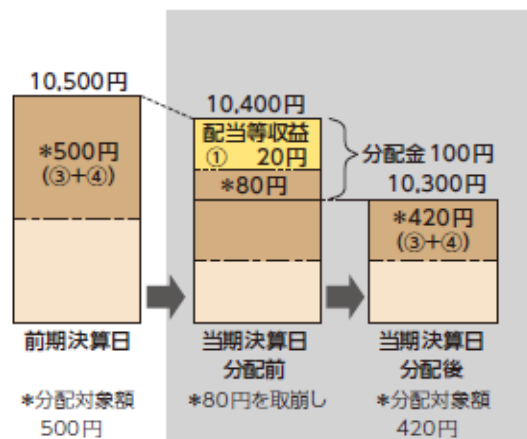 10,500円
*500円
(③+④)
前期決算日
*分配対象額
500円
10,400円
配当等収益
① 20円
*80円
分配金100円
当期決算日
分配前
*80円を取崩し
10,300円
*420円
(③+④)
当期決算日
分配後
*分配対象額
420円